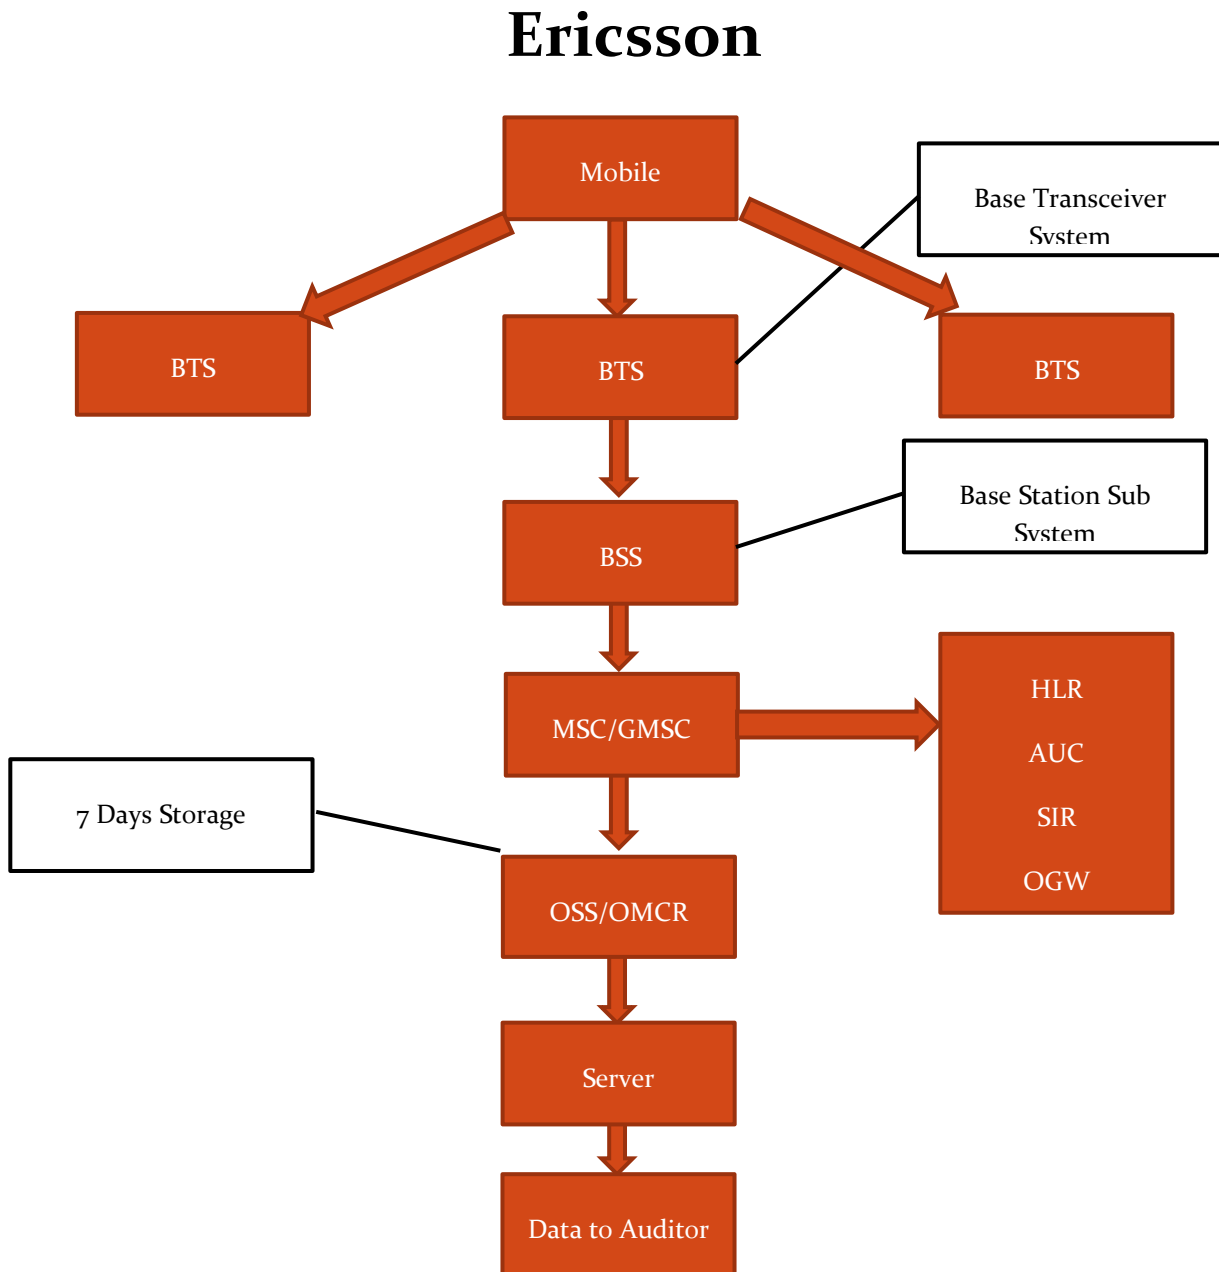 Ericsson
Mobile
Base Transceiver
System
BTS
BTS
BTS
Base Station Sub
System
BSS
HLR
MSC/GMSC
AUC
7 Days Storage
SIR
OGW
OSS/OMCR
Server
Data to Auditor